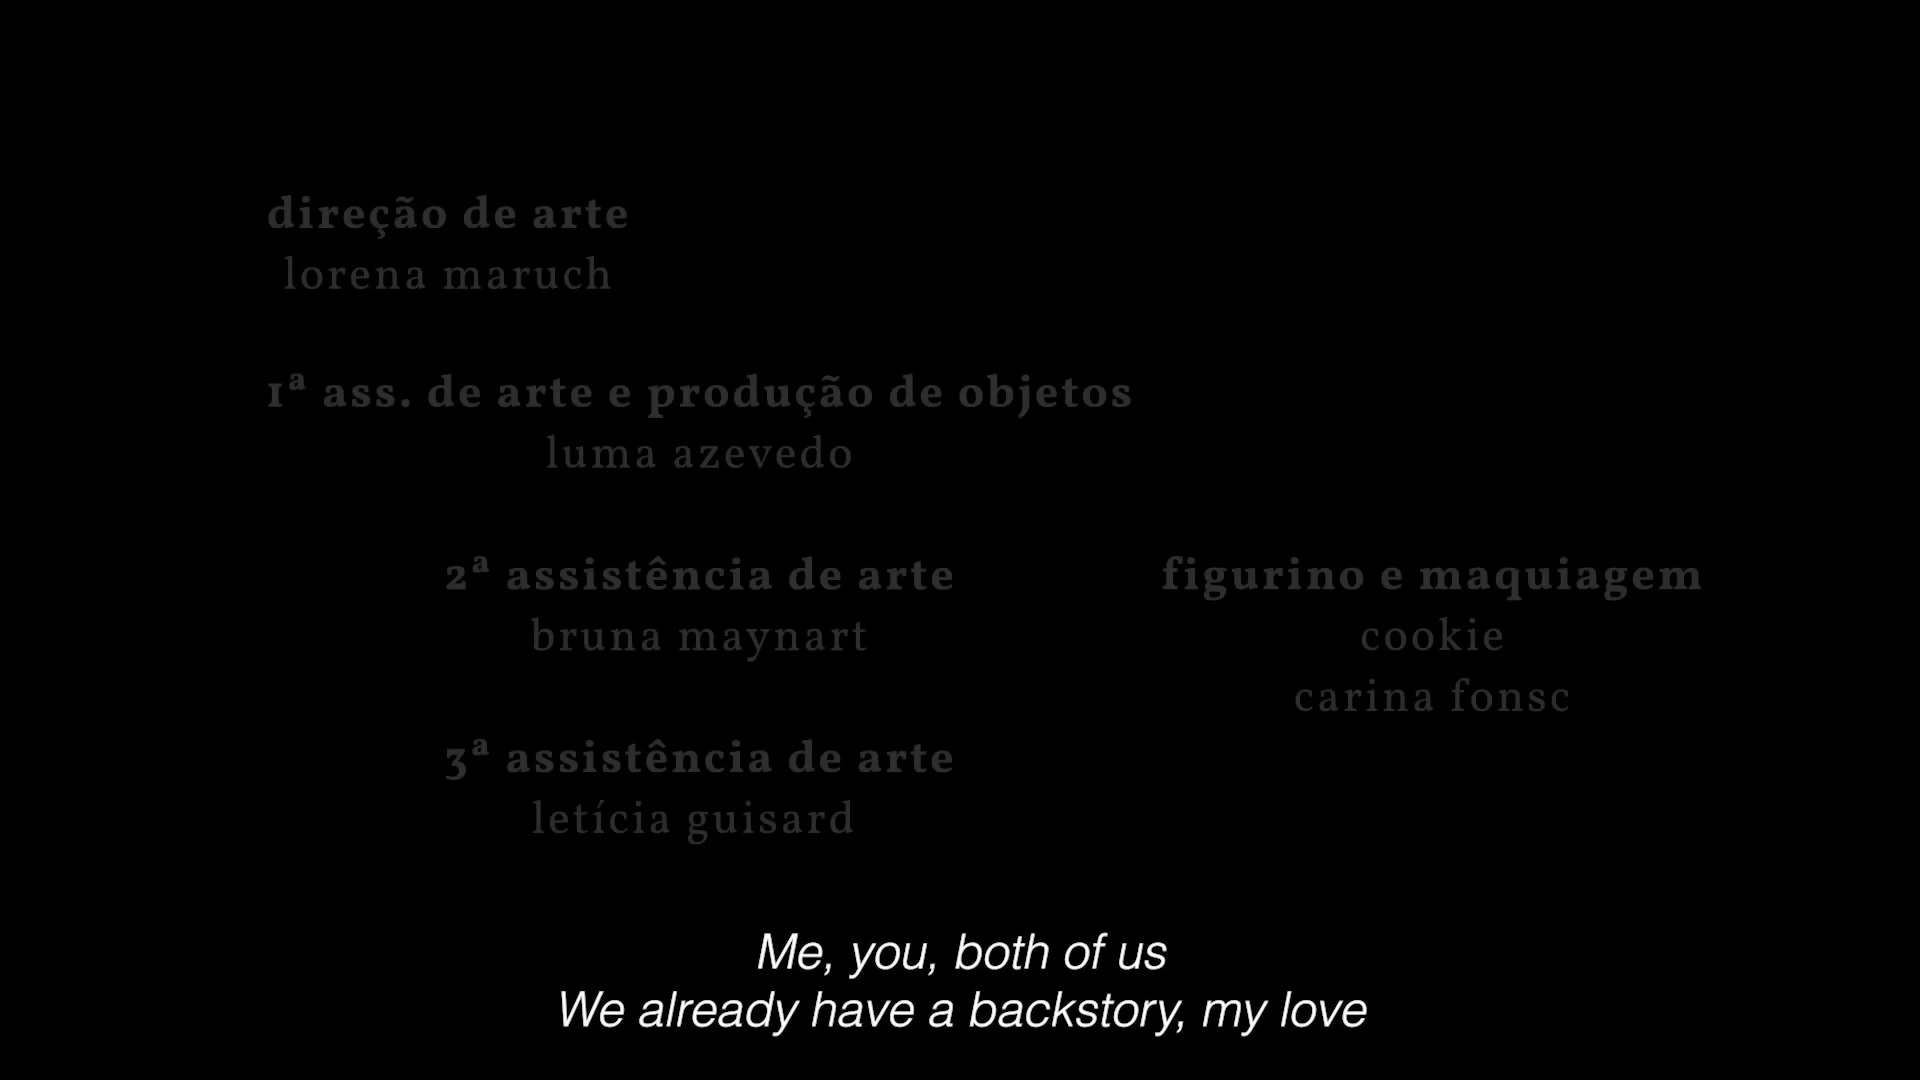 direção de arte
lorena maruch
1ª ass. de arte e produção de objetos
luma azevedo
2ª assistência de arte
bruna maynart
3ª assistência de arte
letícia guisard
figurino e maquiagem
cookie
carina fonsc
Me, you, both of us
We already have a backstory, my love